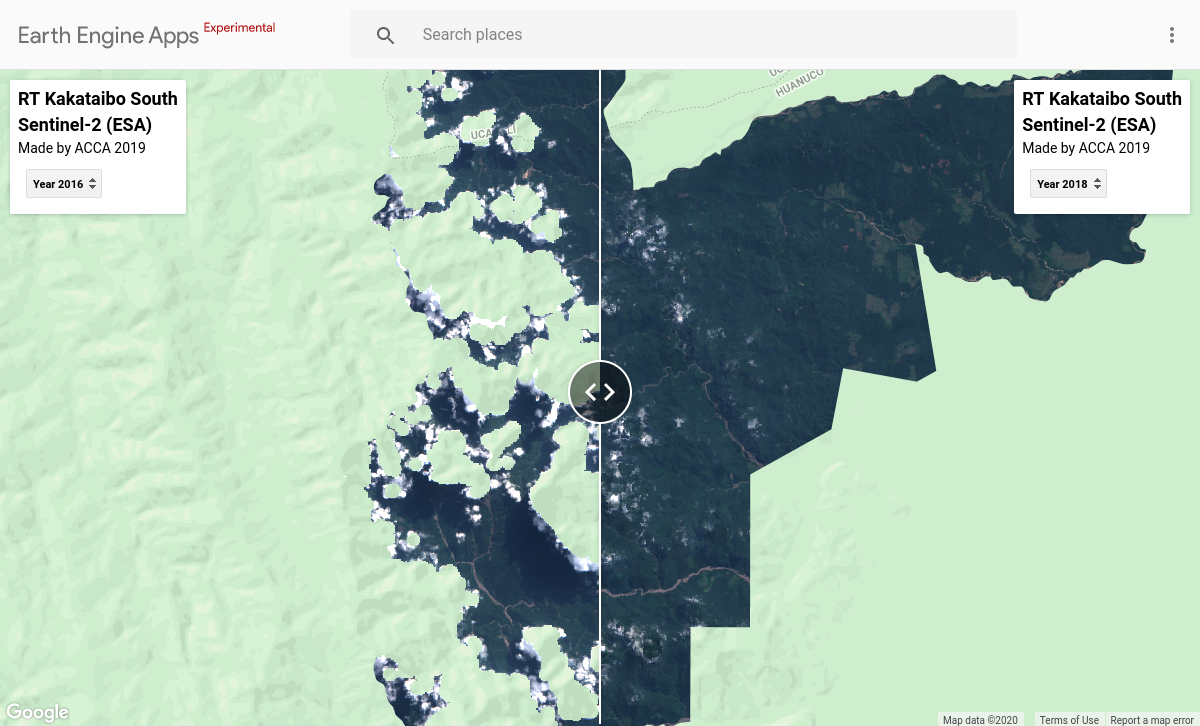 Earth Engine Apps Experimental
Search places
RT Kakataibo South
Sentinel-2 (ESA)
Made by ACCA 2019
Year 2016
RT Kakataibo South
Sentinel-2 (ESA)
Made by ACCA 2019
Year 2018
HUANUCO
Google
Map data ©2020
Terms of Use
Report a map error